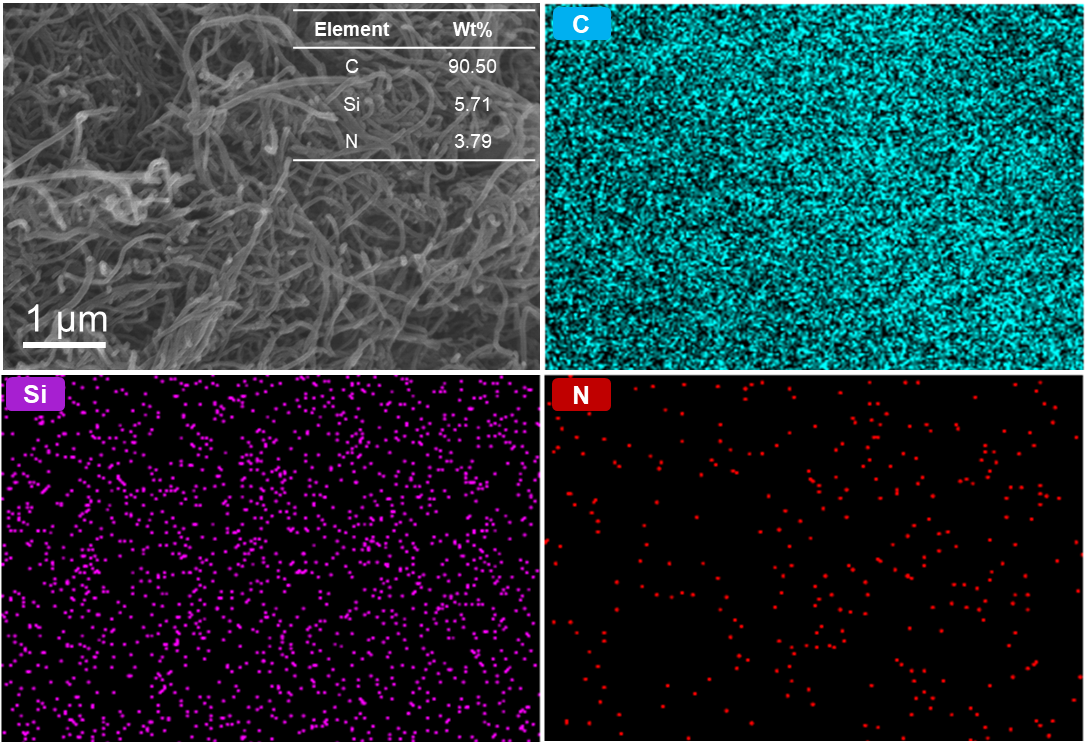 Element Wt%
C 90.50
Si 5.71
N 3.79
1 μm
C
Si
N